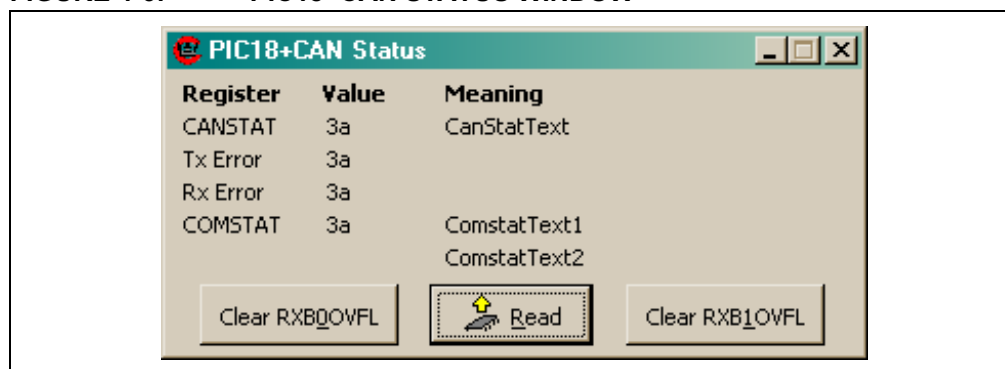 PIC18+CAN Status
Register Value Meaning
CANSTAT 3a CanStatText
Tx Error 3a
Rx Error 3a
COMSTAT 3a ComstatText1
ComstatText2
Clear RXB0OVFL Read Clear RXB1OVFL